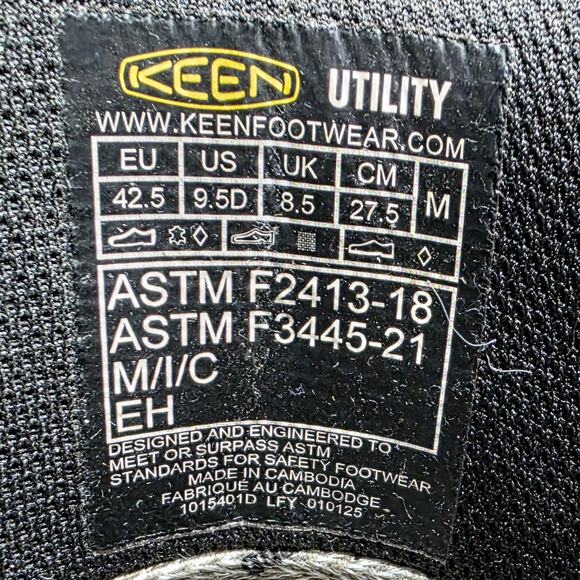 KEEN UTILITY
WWW.KEENFOOTWEAR.COM
EU US UK CM M
42.5 9.5D 8.5 27.5
ASTM F2413-18
ASTM F3445-21
M/I/C
EH
DESIGNED AND ENGINEERED TO
MEET OR SURPASS ASTM
STANDARDS FOR SAFETY FOOTWEAR
MADE IN CAMBODIA
FABRIQUÉ AU CAMBODGE
1015401D LFY 010125